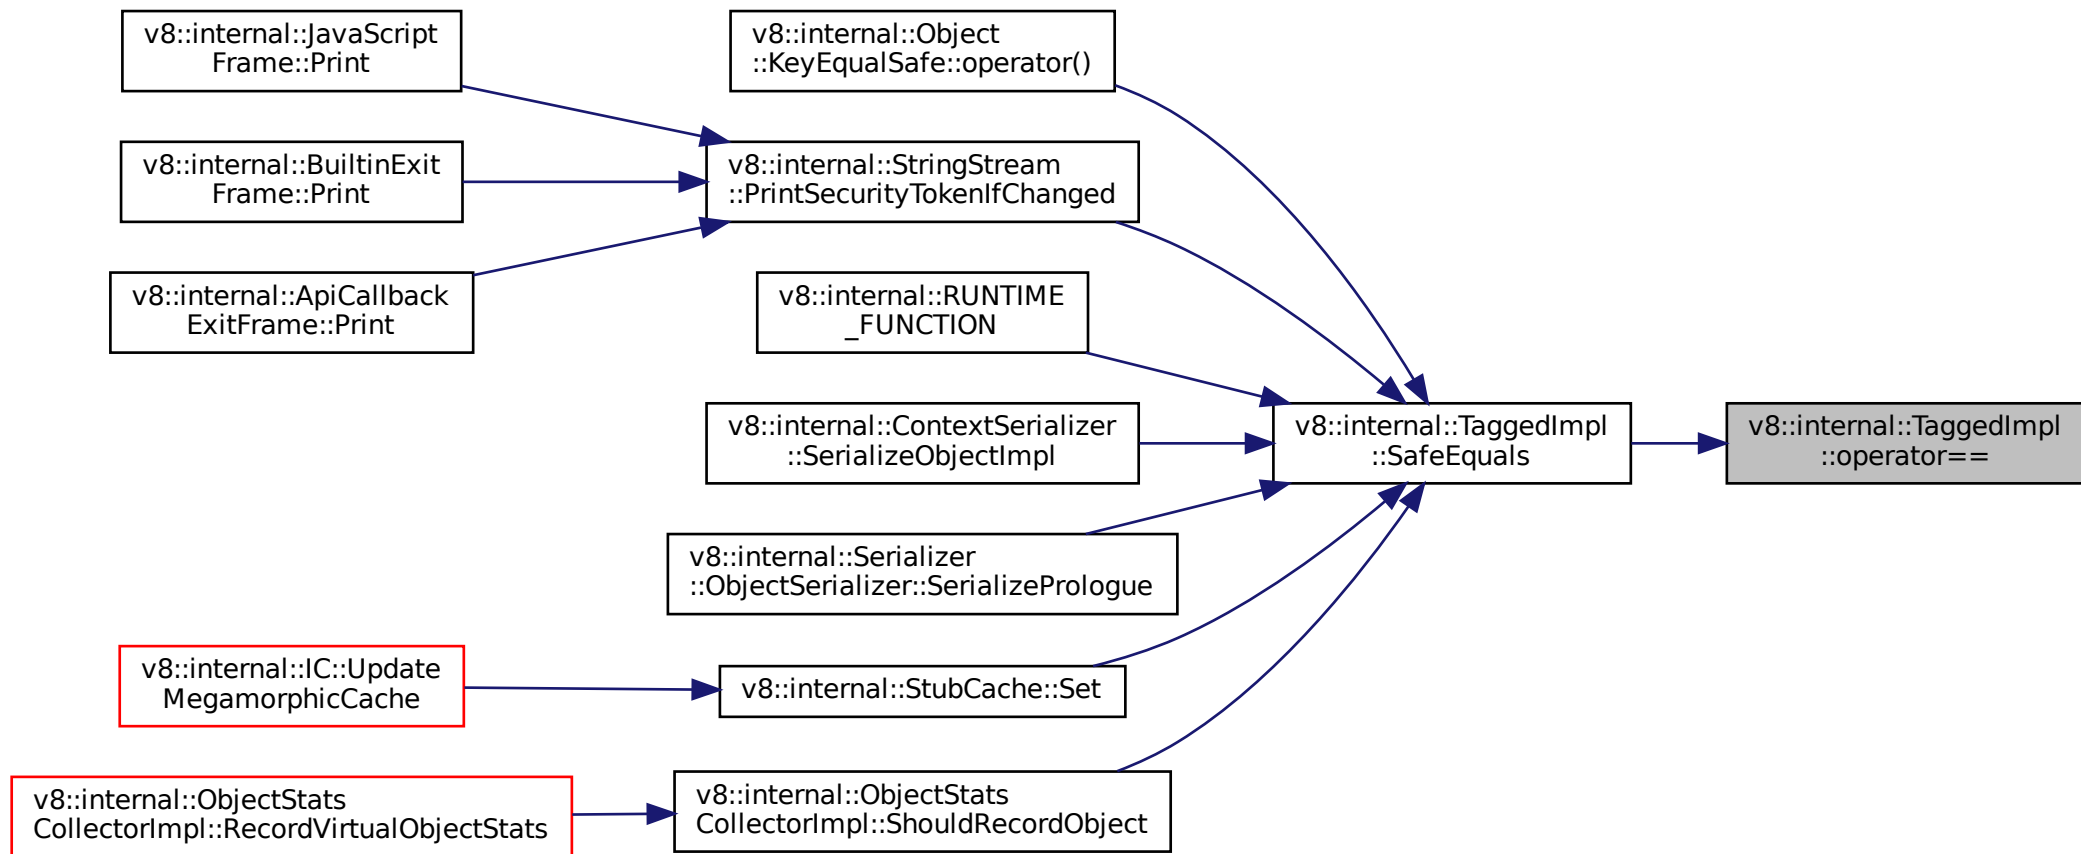 v8::internal::JavaScript
Frame::Print
v8::internal::Object
::KeyEqualSafe::operator()
v8::internal::BuiltinExit
Frame::Print
v8::internal::StringStream
::PrintSecurityTokenIfChanged
v8::internal::ApiCallback
ExitFrame::Print
v8::internal::RUNTIME
_FUNCTION
v8::internal::ContextSerializer
::SerializeObjectImpl
v8::internal::TaggedImpl
::SafeEquals
v8::internal::TaggedImpl
::operator==
v8::internal::Serializer
::ObjectSerializer::SerializePrologue
v8::internal::IC::Update
MegamorphicCache
v8::internal::StubCache::Set
v8::internal::ObjectStats
CollectorImpl::RecordVirtualObjectStats
v8::internal::ObjectStats
CollectorImpl::ShouldRecordObject